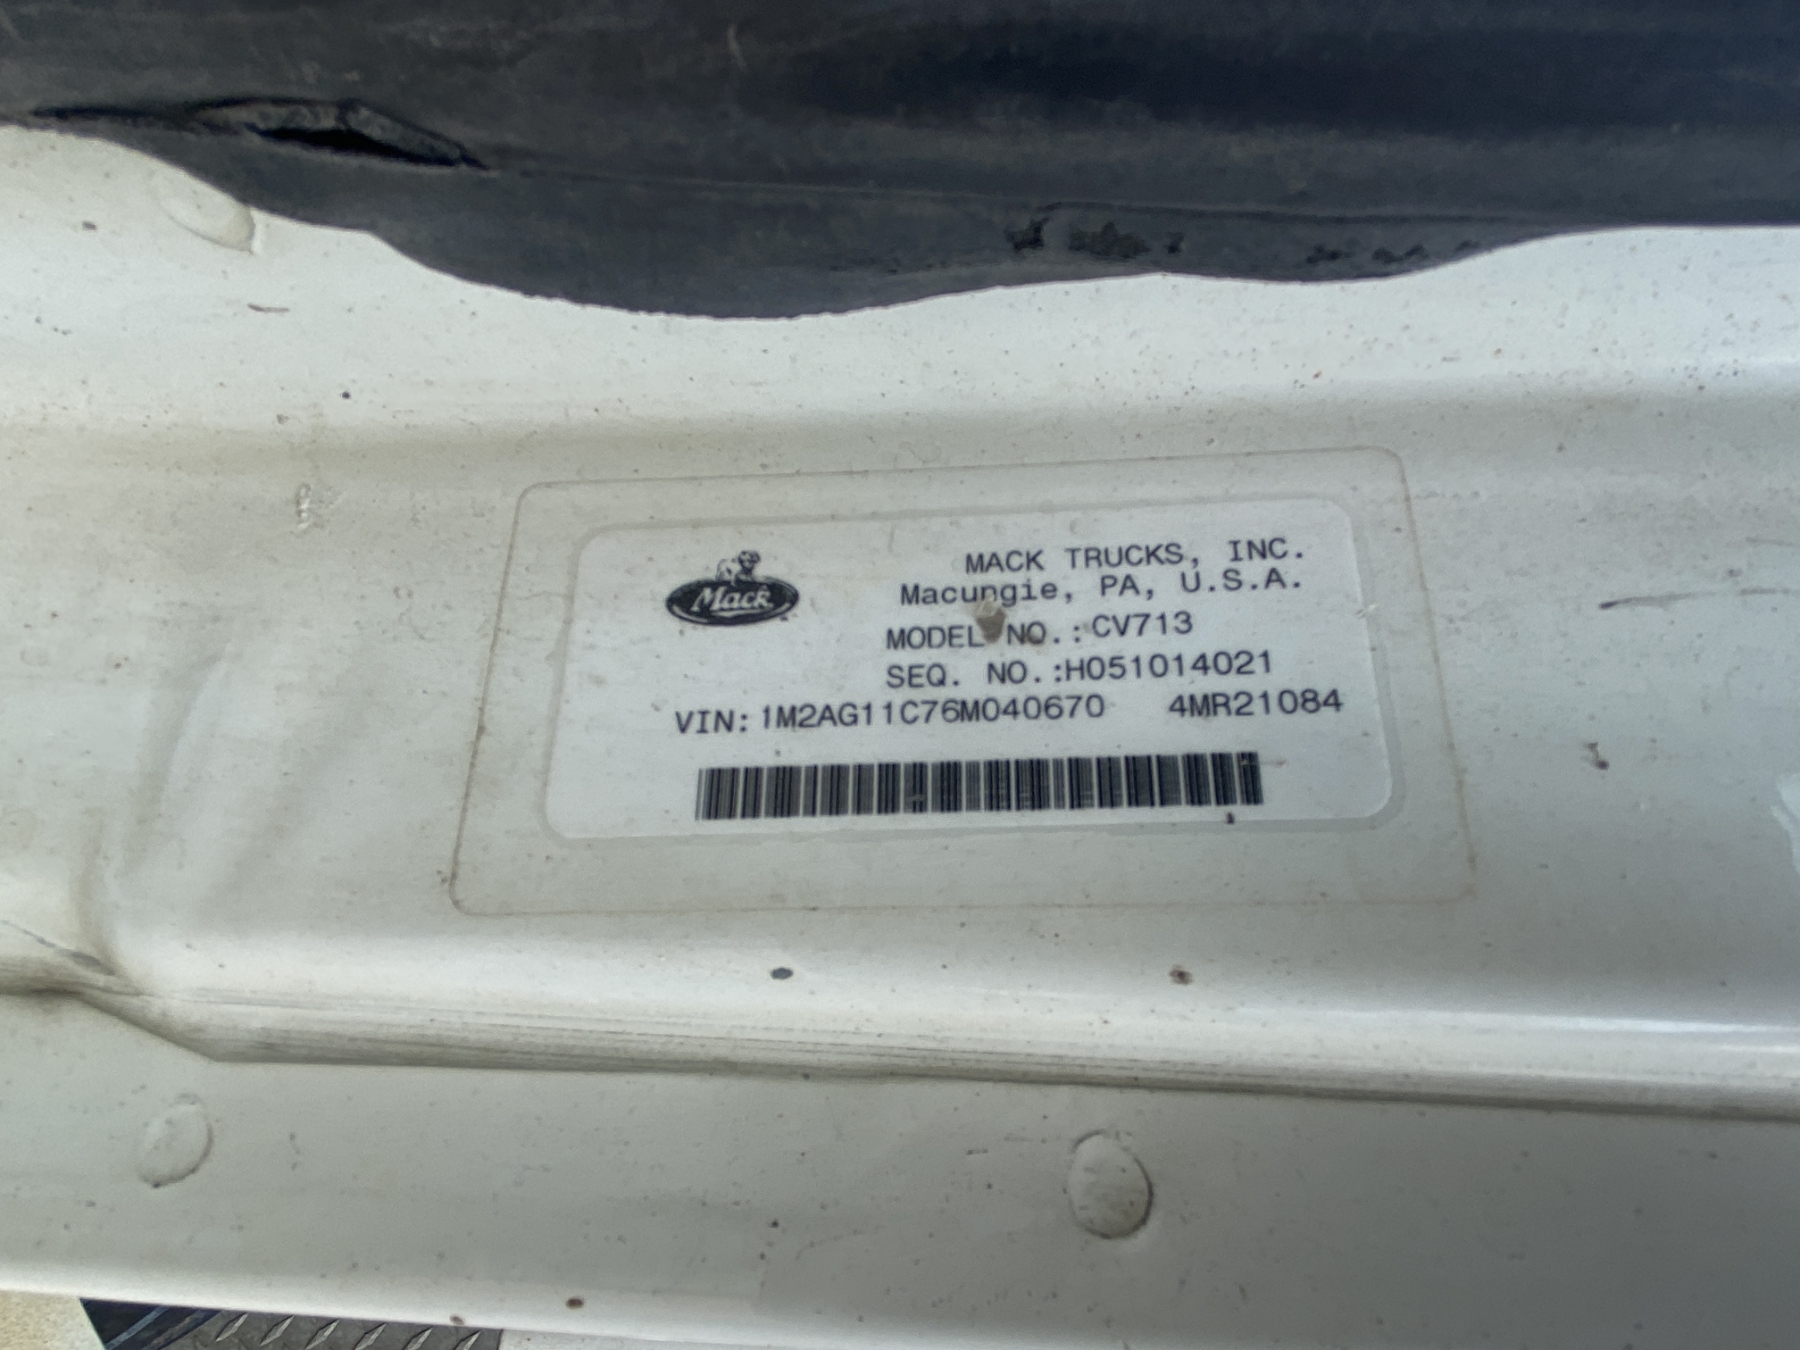 Mack
MACK TRUCKS, INC.
Macungie, PA, U.S.A.
MODEL NO.: CV713
SEQ. NO.:H051014021
VIN: 1M2AG11C76M040670 4MR21084